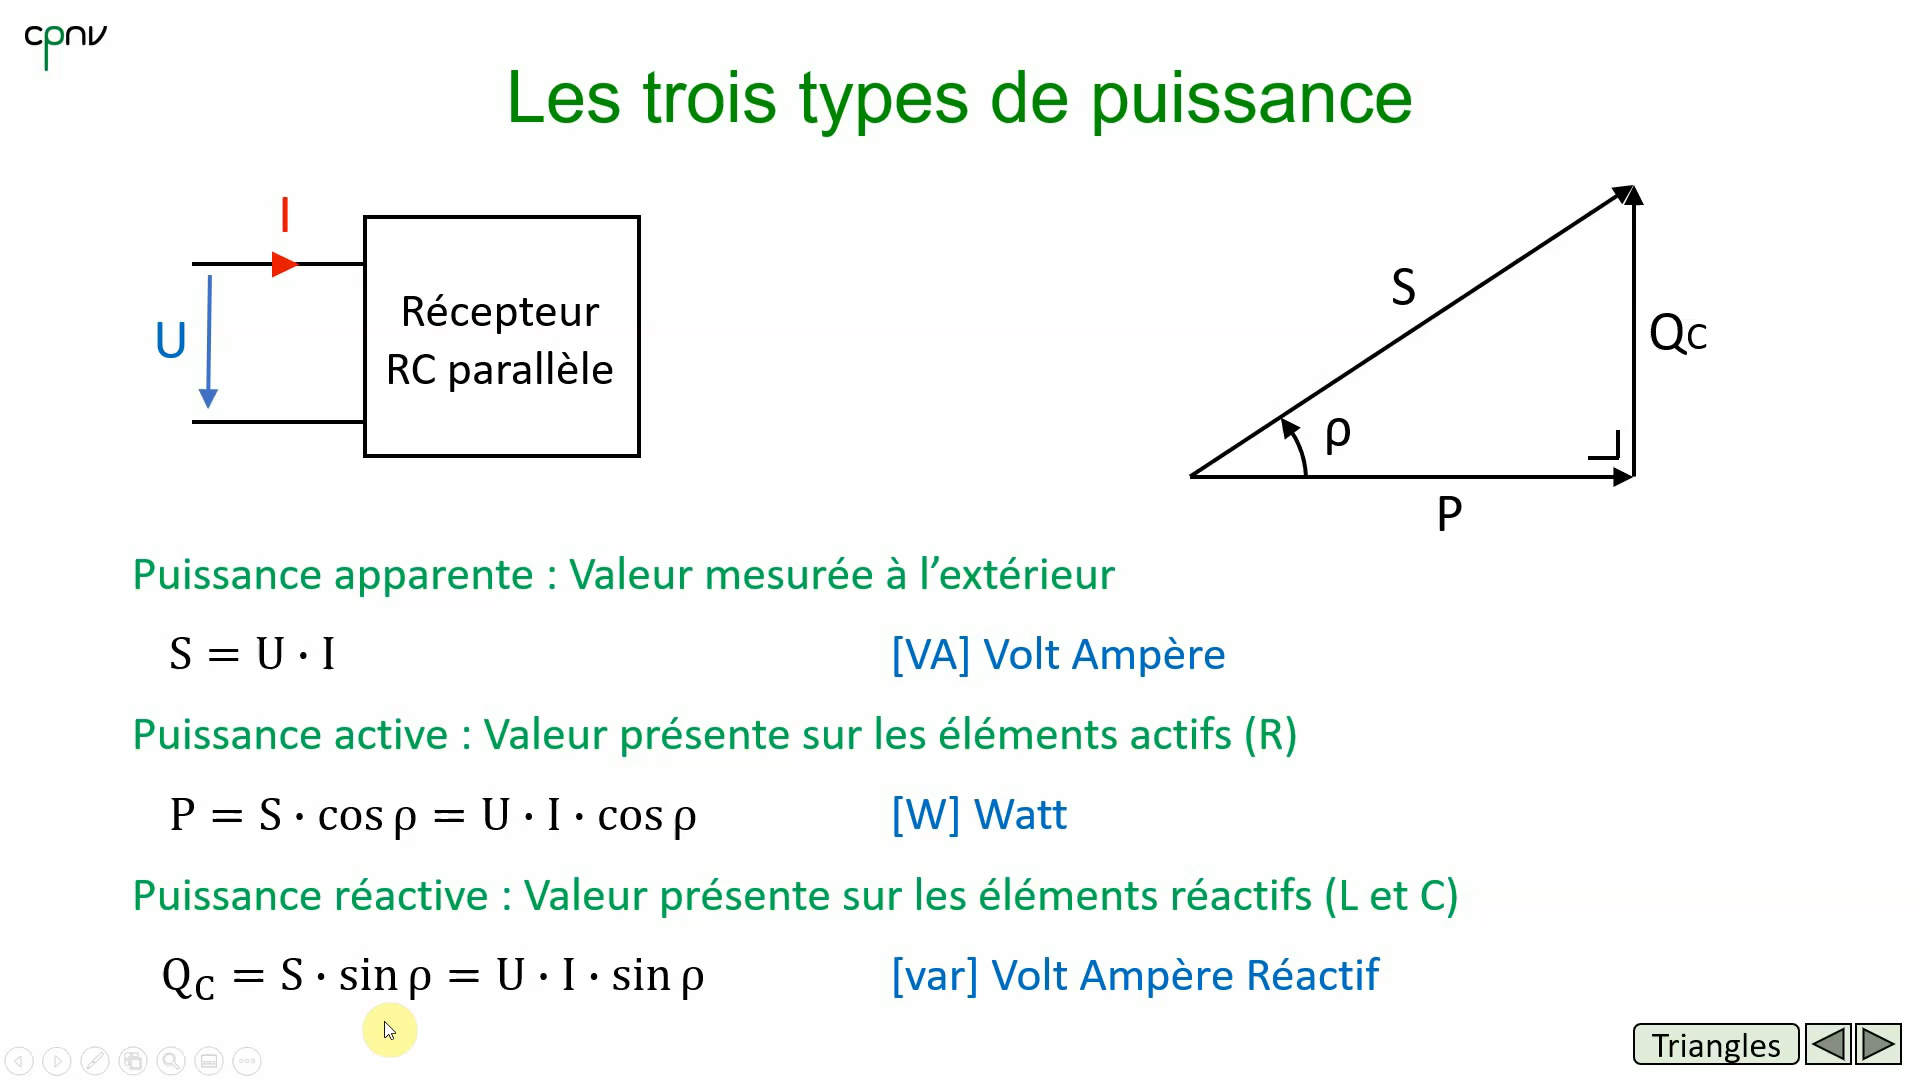 cpnv
Les trois types de puissance
I
U
Récepteur
RC parallèle
S
QC
ρ
P
Puissance apparente : Valeur mesurée à l’extérieur
S = U · I
[VA] Volt Ampère
Puissance active : Valeur présente sur les éléments actifs (R)
P = S · cos ρ = U · I · cos ρ
[W] Watt
Puissance réactive : Valeur présente sur les éléments réactifs (L et C)
Q_C = S · sin ρ = U · I · sin ρ
[var] Volt Ampère Réactif
Triangles